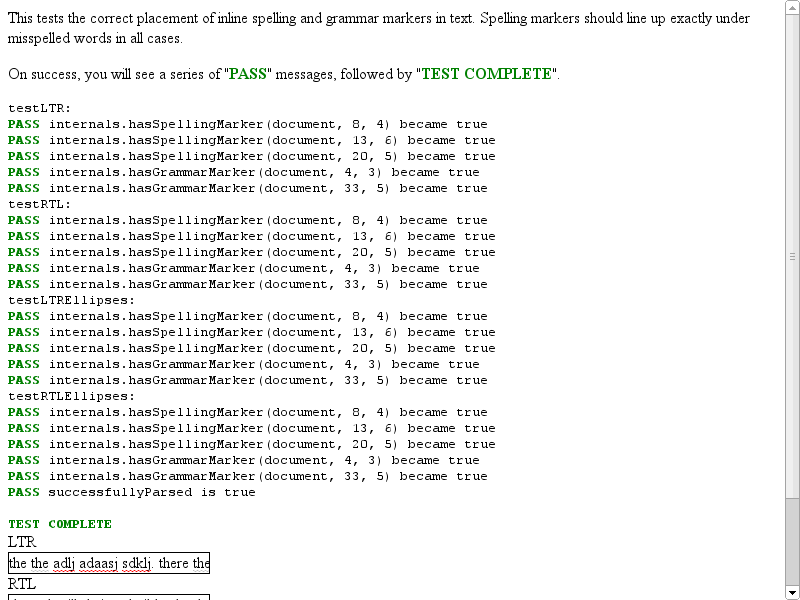 This tests the correct placement of inline spelling and grammar markers in text. Spelling markers should line up exactly under
misspelled words in all cases.
On success, you will see a series of "PASS" messages, followed by "TEST COMPLETE".
testLTR:
PASS internals.hasSpellingMarker(document, 8, 4) became true
PASS internals.hasSpellingMarker(document, 13, 6) became true
PASS internals.hasSpellingMarker(document, 20, 5) became true
PASS internals.hasGrammarMarker(document, 4, 3) became true
PASS internals.hasGrammarMarker(document, 33, 5) became true
testRTL:
PASS internals.hasSpellingMarker(document, 8, 4) became true
PASS internals.hasSpellingMarker(document, 13, 6) became true
PASS internals.hasSpellingMarker(document, 20, 5) became true
PASS internals.hasGrammarMarker(document, 4, 3) became true
PASS internals.hasGrammarMarker(document, 33, 5) became true
testLTREllipses:
PASS internals.hasSpellingMarker(document, 8, 4) became true
PASS internals.hasSpellingMarker(document, 13, 6) became true
PASS internals.hasSpellingMarker(document, 20, 5) became true
PASS internals.hasGrammarMarker(document, 4, 3) became true
PASS internals.hasGrammarMarker(document, 33, 5) became true
testRTLEllipses:
PASS internals.hasSpellingMarker(document, 8, 4) became true
PASS internals.hasSpellingMarker(document, 13, 6) became true
PASS internals.hasSpellingMarker(document, 20, 5) became true
PASS internals.hasGrammarMarker(document, 4, 3) became true
PASS internals.hasGrammarMarker(document, 33, 5) became true
PASS successfullyParsed is true
TEST COMPLETE
LTR
the the adlj adaasj sdklj. there the
RTL